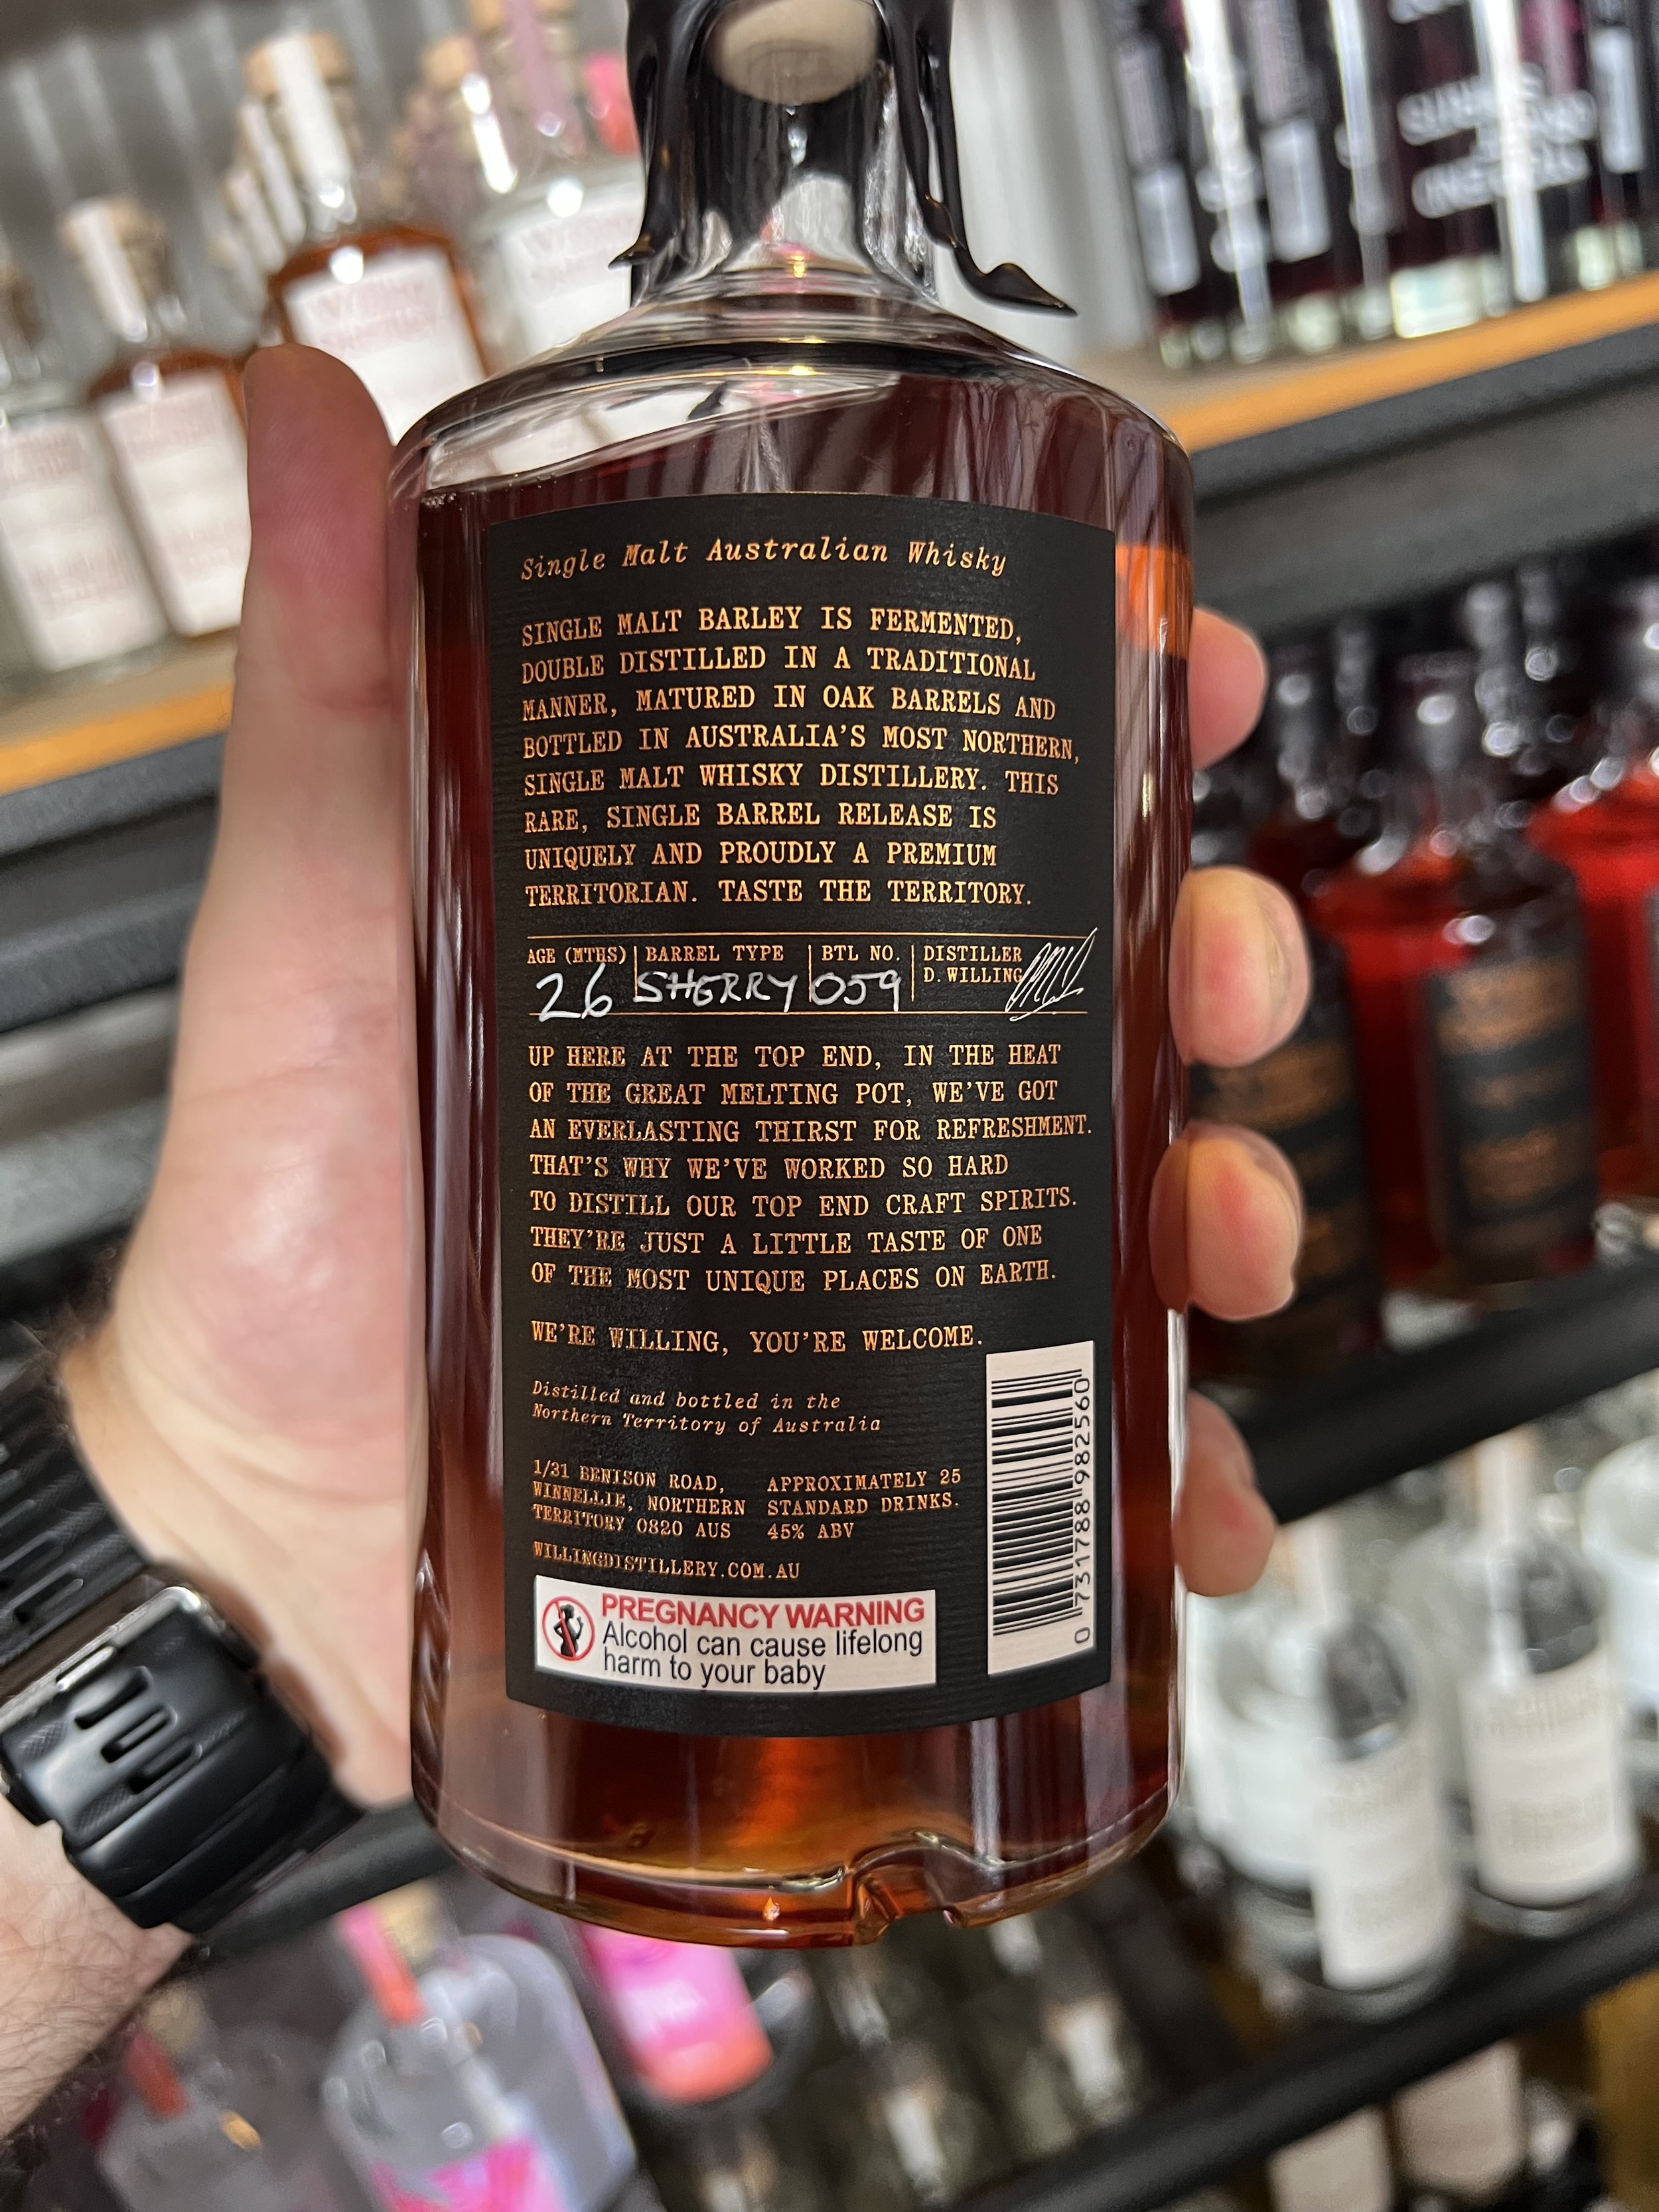 Single Malt Australian Whisky
SINGLE MALT BARLEY IS FERMENTED,
DOUBLE DISTILLED IN A TRADITIONAL
MANNER, MATURED IN OAK BARRELS AND
BOTTLED IN AUSTRALIA'S MOST NORTHERN,
SINGLE MALT WHISKY DISTILLERY. THIS
RARE, SINGLE BARREL RELEASE IS
UNIQUELY AND PROUDLY A PREMIUM
TERRITORIAN. TASTE THE TERRITORY.
AGE (MTHS) BARREL TYPE BTL NO. DISTILLER
D. WILLING
26 SHERRY 059
UP HERE AT THE TOP END, IN THE HEAT
OF THE GREAT MELTING POT, WE'VE GOT
AN EVERLASTING THIRST FOR REFRESHMENT.
THAT'S WHY WE'VE WORKED SO HARD
TO DISTILL OUR TOP END CRAFT SPIRITS.
THEY'RE JUST A LITTLE TASTE OF ONE
OF THE MOST UNIQUE PLACES ON EARTH.
WE'RE WILLING, YOU'RE WELCOME.
Distilled and bottled in the
Northern Territory of Australia
1/31 BENISON ROAD,
WINNELLIE, NORTHERN
TERRITORY 0820 AUS
APPROXIMATELY 25
STANDARD DRINKS.
45% ABV
WILLINGDISTILLERY.COM.AU
PREGNANCY WARNING
Alcohol can cause lifelong
harm to your baby
0 731788 982560